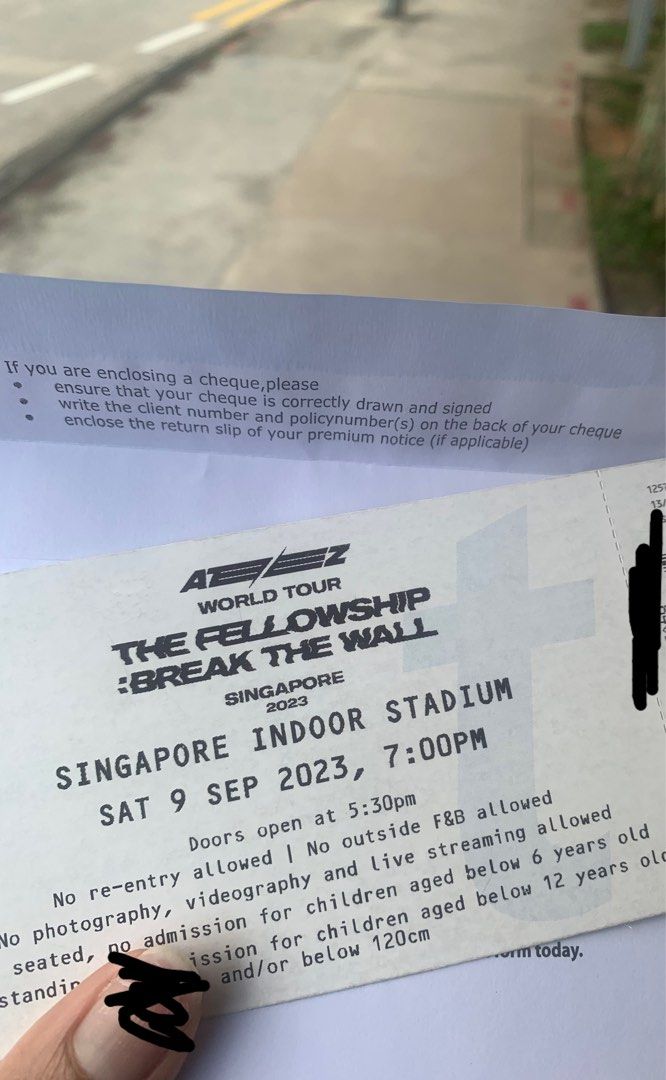 If you are enclosing a cheque,please
• ensure that your cheque is correctly drawn and signed
• write the client number and policynumber(s) on the back of your cheque
• enclose the return slip of your premium notice (if applicable)
ATEEZ
WORLD TOUR
THE FELLOWSHIP
:BREAK THE WALL
SINGAPORE
2023
SINGAPORE INDOOR STADIUM
SAT 9 SEP 2023, 7:00PM
Doors open at 5:30pm
No re-entry allowed | No outside F&B allowed
No photography, videography and live streaming allowed
seated, no admission for children aged below 6 years old
for children aged below 12 years old
and/or below 120cm
today.
1257
13/